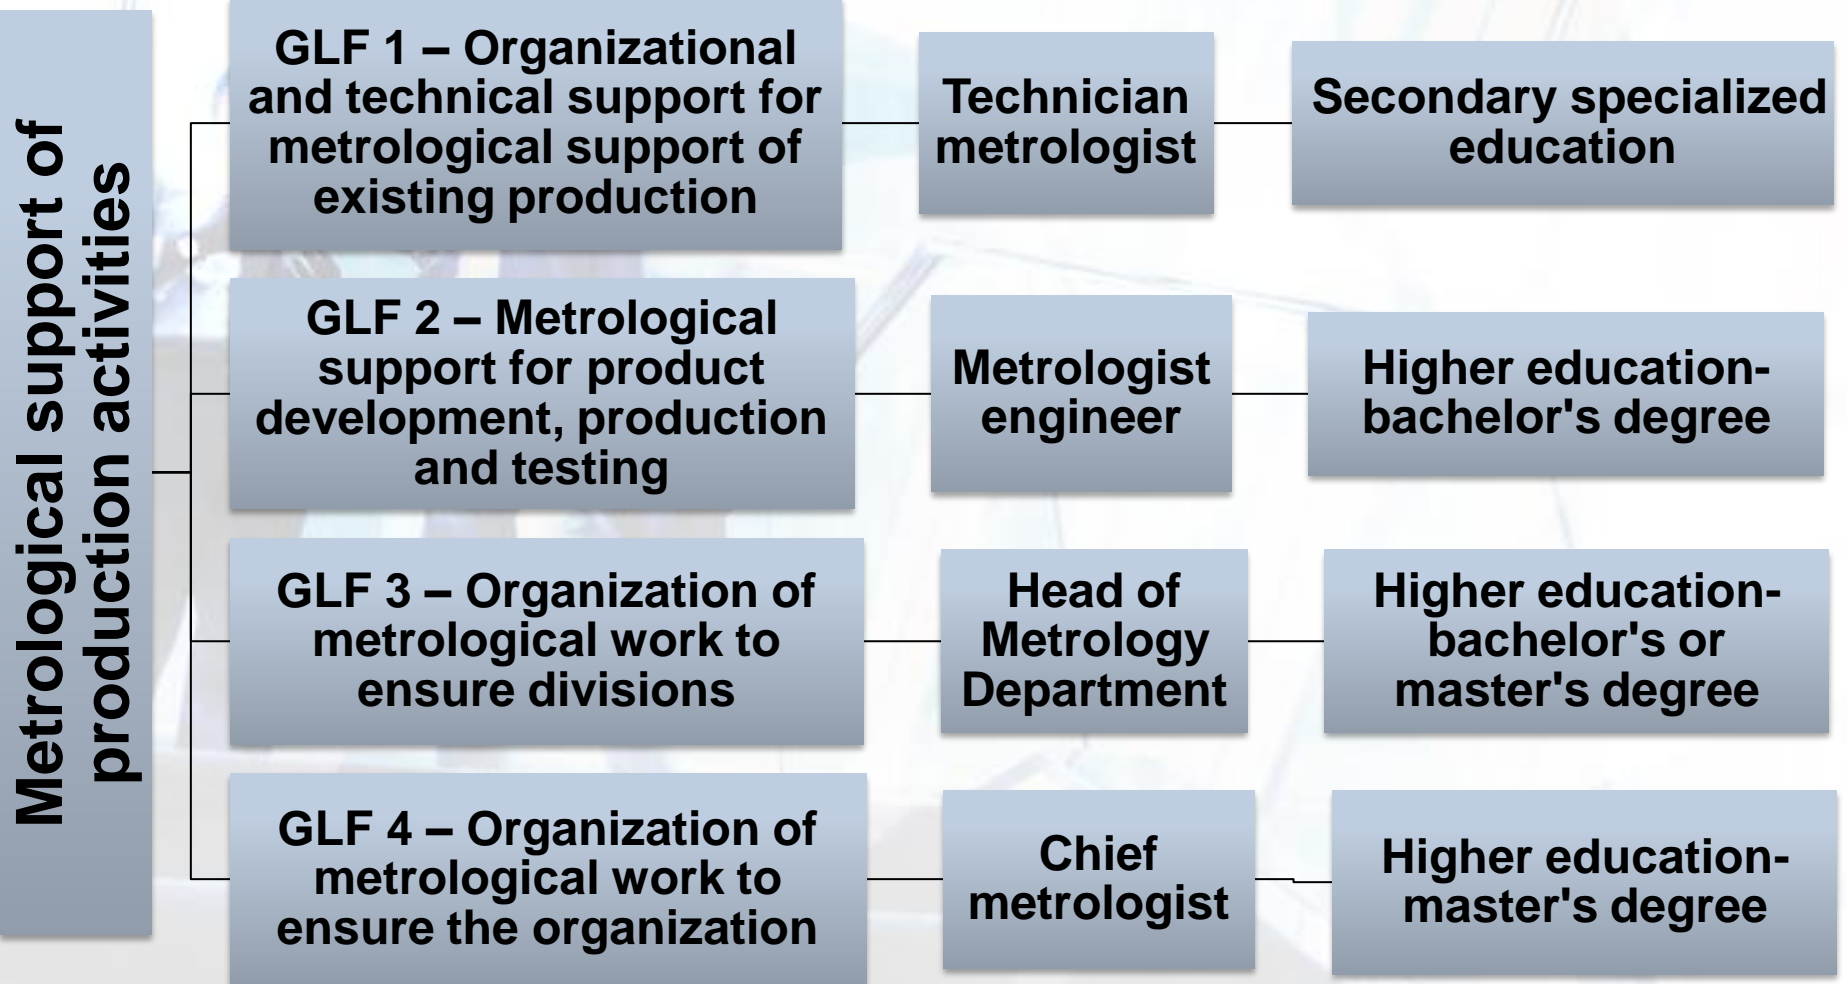 Metrological support of
production activities
GLF 1 – Organizational
and technical support for
metrological support of
existing production
Technician
metrologist
Secondary specialized
education
GLF 2 – Metrological
support for product
development, production
and testing
Metrologist
engineer
Higher education-
bachelor's degree
GLF 3 – Organization of
metrological work to
ensure divisions
Head of
Metrology
Department
Higher education-
bachelor's or
master's degree
GLF 4 – Organization of
metrological work to
ensure the organization
Chief
metrologist
Higher education-
master's degree